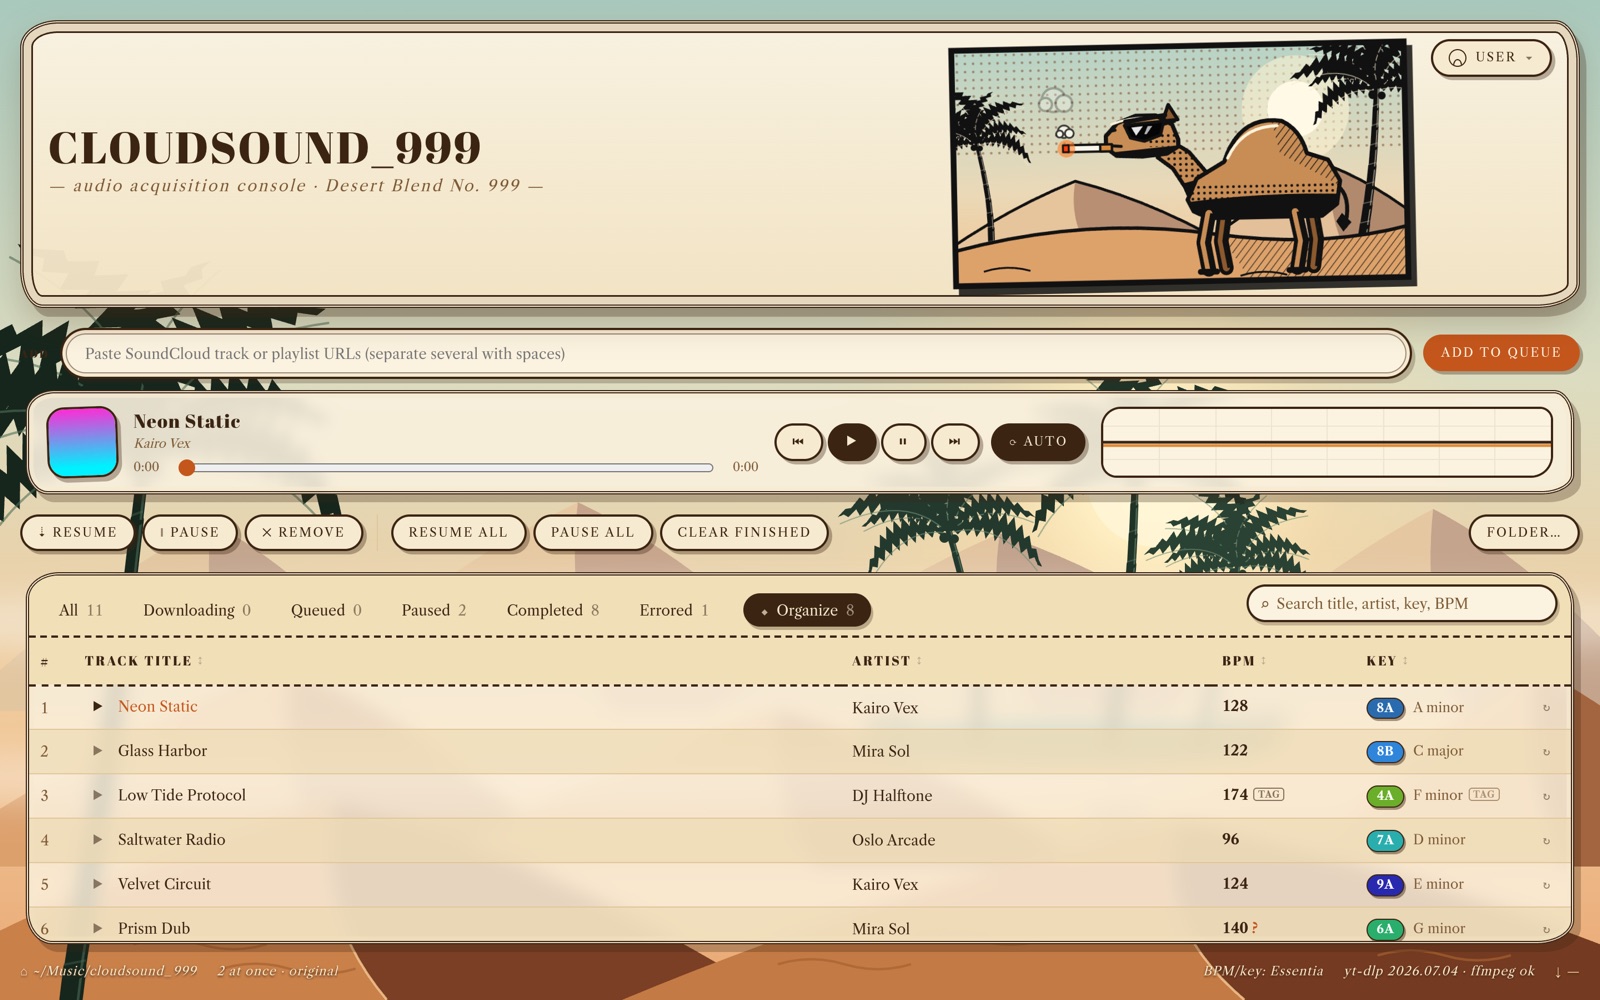 CLOUDSOUND_999
— audio acquisition console · Desert Blend No. 999 —
USER
Paste SoundCloud track or playlist URLs (separate several with spaces)
ADD TO QUEUE
Neon Static
Kairo Vex
0:00 0:00
AUTO
RESUME PAUSE REMOVE RESUME ALL PAUSE ALL CLEAR FINISHED FOLDER...
All 11 Downloading 0 Queued 0 Paused 2 Completed 8 Errored 1 Organize 8
Search title, artist, key, BPM
# TRACK TITLE ARTIST BPM KEY
1 Neon Static Kairo Vex 128 8A A minor
2 Glass Harbor Mira Sol 122 8B C major
3 Low Tide Protocol DJ Halftone 174 TAG 4A F minor TAG
4 Saltwater Radio Oslo Arcade 96 7A D minor
5 Velvet Circuit Kairo Vex 124 9A E minor
6 Prism Dub Mira Sol 140 ? 6A G minor
~/Music/cloudsound_999 2 at once · original BPM/key: Essentia yt-dlp 2026.07.04 · ffmpeg ok ↓ —